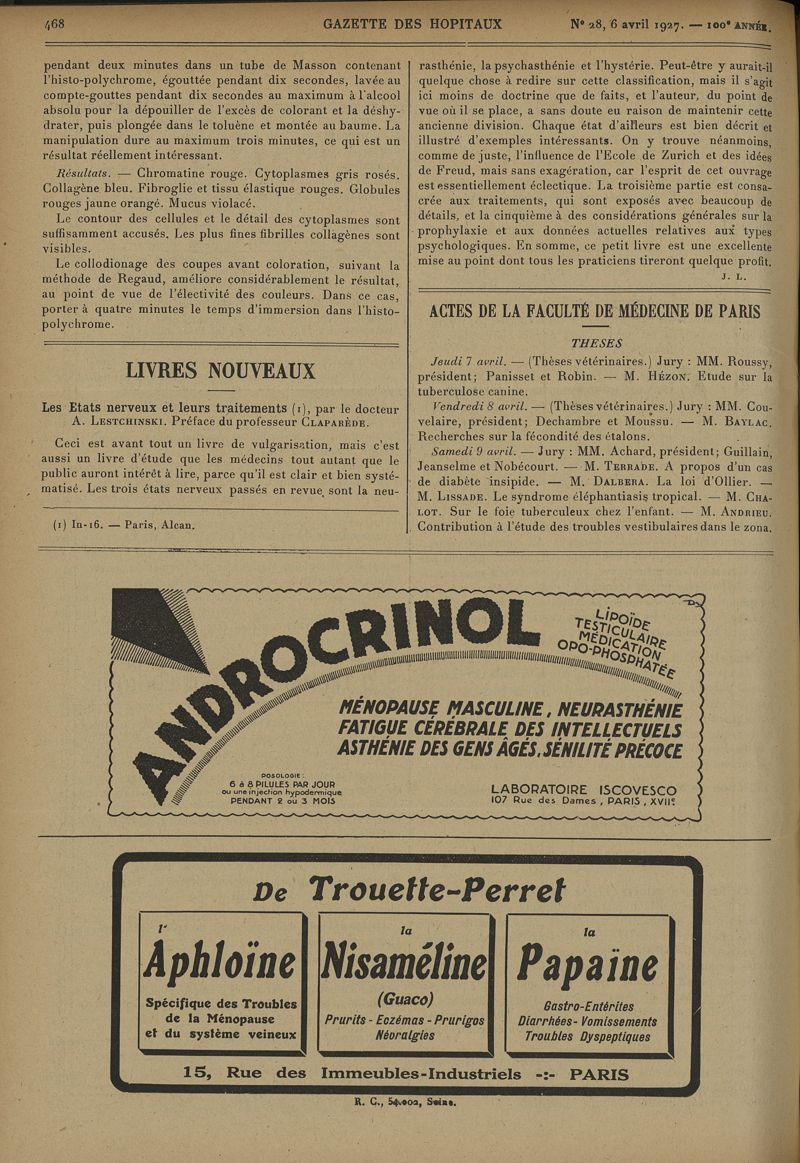 468
GAZETTE DES HOPITAUX
N° 28, 6 avril 1927. — 100e ANNÉE.
pendant deux minutes dans un tube de Masson contenant
l'histo-polychrome, égouttée pendant dix secondes, lavée au
compte-gouttes pendant dix secondes au maximum à l'alcool
absolu pour la dépouiller de l'excès de colorant et la déshy-
drater, puis plongée dans le toluène et montée au baume. La
manipulation dure au maximum trois minutes, ce qui est un
résultat réellement intéressant.
Résultats. — Chromatine rouge. Cytoplasmes gris rosés.
Collagène bleu. Fibroglie et tissu élastique rouges. Globules
rouges jaune orangé. Mucus violacé.
Le contour des cellules et le détail des cytoplasmes sont
suffisamment accusés. Les plus fines fibrilles collagènes sont
visibles.
Le collodionage des coupes avant coloration, suivant la
méthode de Regaud, améliore considérablement le résultat,
au point de vue de l'électivité des couleurs. Dans ce cas,
porter à quatre minutes le temps d'immersion dans l'histo-
polychrome.
LIVRES NOUVEAUX
Les Etats nerveux et leurs traitements (1), par le docteur
A. LESTCHINSKI. Préface du professeur CLAPARÈDE.
Ceci est avant tout un livre de vulgarisation, mais c'est
aussi un livre d'étude que les médecins tout autant que le
public auront intérêt à lire, parce qu'il est clair et bien systé-
matisé. Les trois états nerveux passés en revue sont la neu-
(1) In-16. — Paris, Alcan.
rasthénie, la psychasthénie et l'hystérie. Peut-être y aurait-il
quelque chose à redire sur cette classification, mais il s'agit
ici moins de doctrine que de faits, et l'auteur, du point de
vue où il se place, a sans doute eu raison de maintenir cette
ancienne division. Chaque état d'ailleurs est bien décrit et
illustré d'exemples intéressants. On y trouve néanmoins,
comme de juste, l'influence de l'Ecole de Zurich et des idées
de Freud, mais sans exagération, car l'esprit de cet ouvrage
est essentiellement éclectique. La troisième partie est consa-
crée aux traitements, qui sont exposés avec beaucoup de
détails, et la cinquième à des considérations générales sur la
prophylaxie et aux données actuelles relatives aux types
psychologiques. En somme, ce petit livre est une excellente
mise au point dont tous les praticiens tireront quelque profit.
J. L.
ACTES DE LA FACULTÉ DE MÉDECINE DE PARIS
THESES
Jeudi 7 avril. — (Thèses vétérinaires.) Jury : MM. Roussy,
président; Panisset et Robin. — M. HÉZON. Etude sur la
tuberculose canine.
Vendredi 8 avril. — (Thèses vétérinaires.) Jury : MM. Cou-
velaire, président; Dechambre et Moussu. — M. BAYLAC.
Recherches sur la fécondité des étalons.
Samedi 9 avril. — Jury : MM. Achard, président; Guillain,
Jeanselme et Nobécourt. — M. TERRADE. A propos d'un cas
de diabète insipide. — M. DALBERA. La loi d'Ollier. —
M. LISSADE. Le syndrome éléphantiasis tropical. — M. CHA-
LOT. Sur le foie tuberculeux chez l'enfant. — M. ANDRIEU.
Contribution à l'étude des troubles vestibulaires dans le zona.
ANDROCRINOL
LIPOÏDE
TESTICULAIRE
MÉDICATION
OPO-PHOSPHATÉE
MÉNOPAUSE MASCULINE, NEURASTHÉNIE
FATIGUE CÉRÉBRALE DES INTELLECTUELS
ASTHÉNIE DES GENS ÂGÉS, SÉNILITÉ PRÉCOCE
POSOLOGIE :
6 à 8 PILULES PAR JOUR
ou une injection hypodermique
PENDANT 2 ou 3 MOIS
LABORATOIRE ISCOVESCO
107 Rue des Dames, PARIS, XVIIe
De Trouette-Perret
l'
Aphloïne
Spécifique des Troubles
de la Ménopause
et du système veineux
la
Nisaméline
(Guaco)
Prurits - Eczémas - Prurigos
Névralgies
la
Papaïne
Gastro-Entérites
Diarrhées - Vomissements
Troubles Dyspeptiques
15, Rue des Immeubles-Industriels -:- PARIS
R. C., 54.002, Seine.